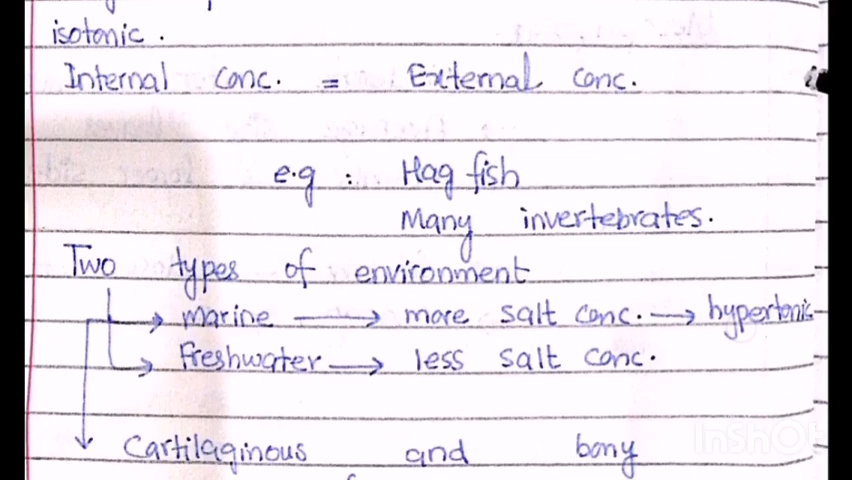 isotonic.
Internal conc. = External conc.
e.g : Hag fish
Many invertebrates.
Two types of environment
marine → more salt conc. → hypertonic
Freshwater → less salt conc.
Cartilaginous and bony
InShOt